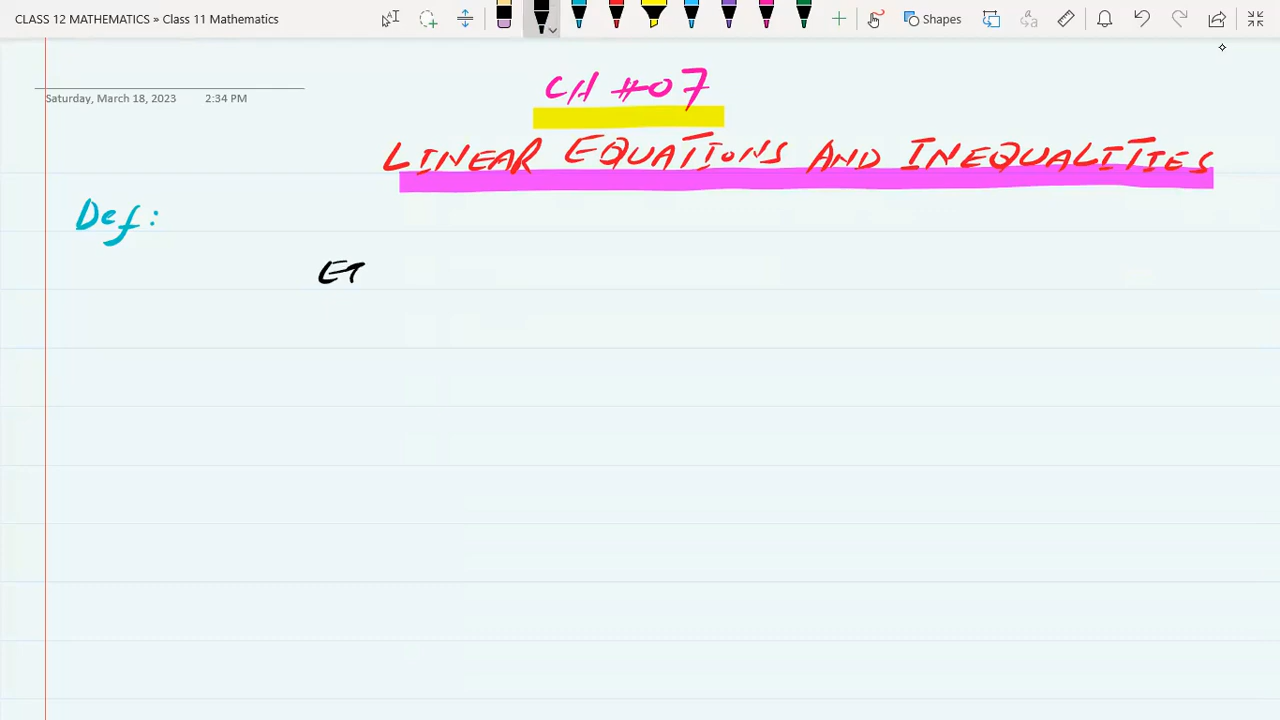 CLASS 12 MATHEMATICS » Class 11 Mathematics
Shapes
CH #07
Saturday, March 18, 2023 2:34 PM
LINEAR EQUATIONS AND INEQUALITIES
Def: